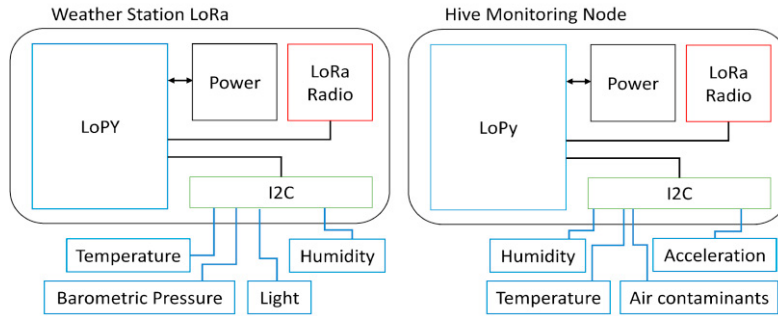 Weather Station LoRa
LoPY
Power
LoRa
Radio
I2C
Temperature
Humidity
Barometric Pressure
Light
Hive Monitoring Node
LoPy
Power
LoRa
Radio
I2C
Humidity
Acceleration
Temperature
Air contaminants